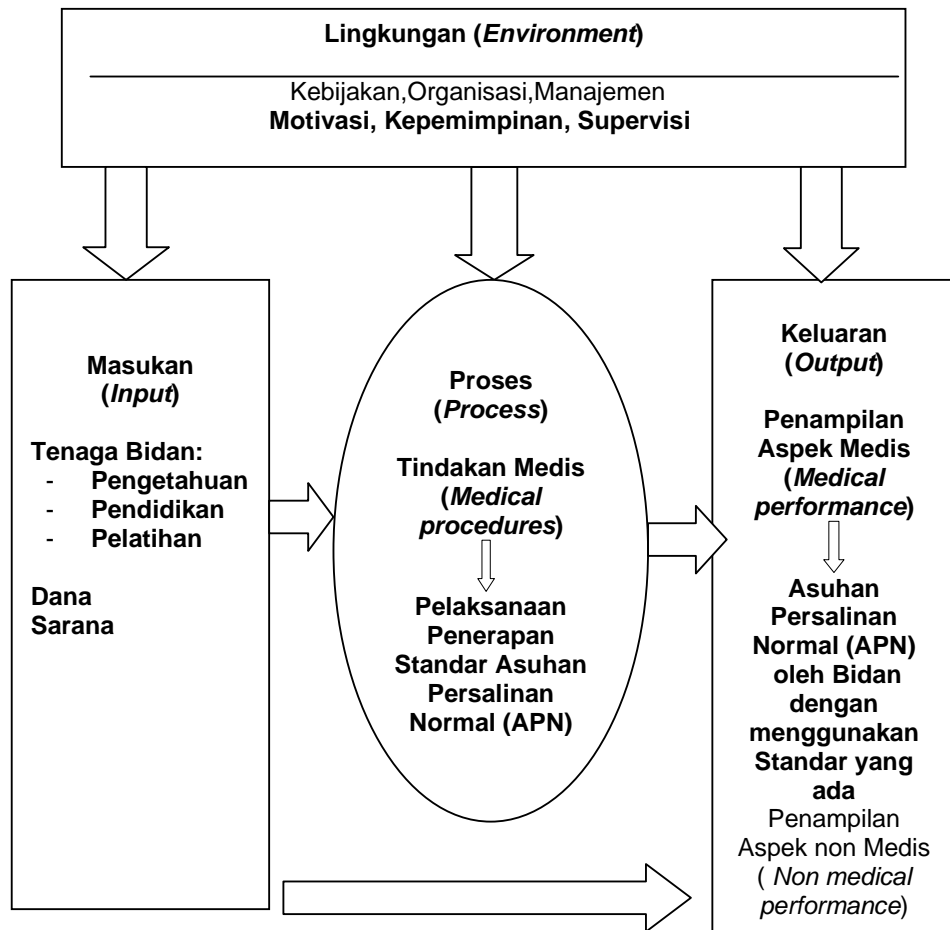 Lingkungan (Environment)
Kebijakan,Organisasi,Manajemen
Motivasi, Kepemimpinan, Supervisi
Masukan
(Input)
Tenaga Bidan:
- Pengetahuan
- Pendidikan
- Pelatihan
Dana
Sarana
Proses
(Process)
Tindakan Medis
(Medical
procedures)
Pelaksanaan
Penerapan
Standar Asuhan
Persalinan
Normal (APN)
Keluaran
(Output)
Penampilan
Aspek Medis
(Medical
performance)
Asuhan
Persalinan
Normal (APN)
oleh Bidan
dengan
menggunakan
Standar yang
ada
Penampilan
Aspek non Medis
( Non medical
performance)